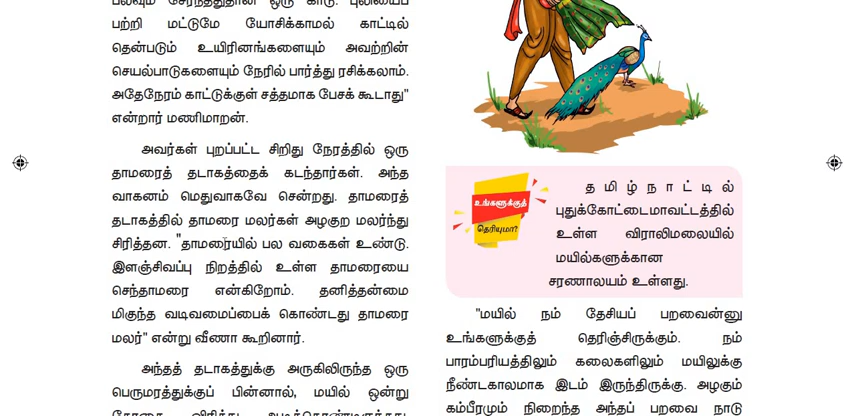 பலவும் சேர்ந்ததுதான் ஒரு காடு. புலியைப்
பற்றி மட்டுமே யோசிக்காமல் காட்டில்
தென்படும் உயிரினங்களையும் அவற்றின்
செயல்பாடுகளையும் நேரில் பார்த்து ரசிக்கலாம்.
அதேநேரம் காட்டுக்குள் சத்தமாக பேசக் கூடாது"
என்றார் மணிமாறன்.
அவர்கள் புறப்பட்ட சிறிது நேரத்தில் ஒரு
தாமரைத் தடாகத்தைக் கடந்தார்கள். அந்த
வாகனம் மெதுவாகவே சென்றது. தாமரைத்
தடாகத்தில் தாமரை மலர்கள் அழகுற மலர்ந்து
சிரித்தன. "தாமரையில் பல வகைகள் உண்டு.
இளஞ்சிவப்பு நிறத்தில் உள்ள தாமரையை
செந்தாமரை என்கிறோம். தனித்தன்மை
மிகுந்த வடிவமைப்பைக் கொண்டது தாமரை
மலர்" என்று வீணா கூறினார்.
அந்தத் தடாகத்துக்கு அருகிலிருந்த ஒரு
பெருமரத்துக்குப் பின்னால், மயில் ஒன்று
தோகை விரித்து ஆடிக்கொண்டிருந்தது.
உங்களுக்குத்
தெரியுமா?
தமிழ்நாட்டில்
புதுக்கோட்டைமாவட்டத்தில்
உள்ள விராலிமலையில்
மயில்களுக்கான
சரணாலயம் உள்ளது.
"மயில் நம் தேசியப் பறவைன்னு
உங்களுக்குத் தெரிஞ்சிருக்கும். நம்
பாரம்பரியத்திலும் கலைகளிலும் மயிலுக்கு
நீண்டகாலமாக இடம் இருந்திருக்கு. அழகும்
கம்பீரமும் நிறைந்த அந்தப் பறவை நாடு